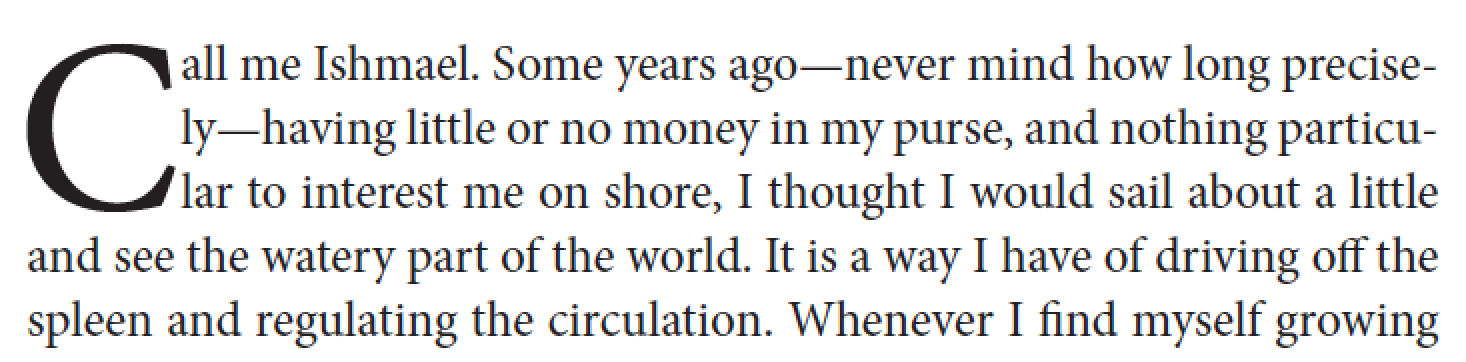 Call me Ishmael. Some years ago—never mind how long precise-
ly—having little or no money in my purse, and nothing particu-
lar to interest me on shore, I thought I would sail about a little
and see the watery part of the world. It is a way I have of driving off the
spleen and regulating the circulation. Whenever I find myself growing